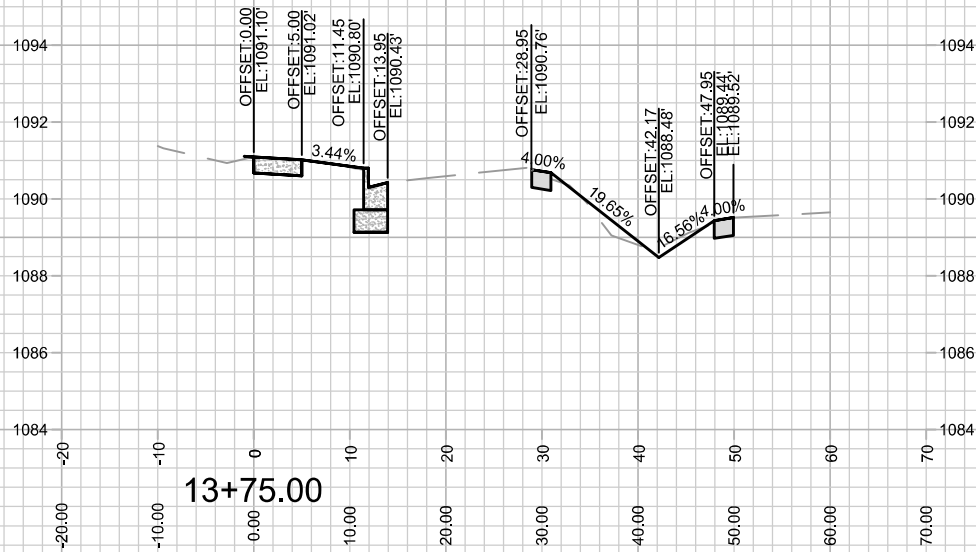 OFFSET:0.00
EL:1091.10'
OFFSET:5.00
EL:1091.02'
OFFSET:11.45
EL:1090.80'
OFFSET:13.95
EL:1090.43'
OFFSET:28.95
EL:1090.76'
OFFSET:42.17
EL:1088.48'
OFFSET:47.95
EL:1089.44'
EL:1089.52'
3.44%
4.00%
19.65%
16.56%
4.00%
1094
1094
1092
1092
1090
1090
1088
1088
1086
1086
1084
1084
-20
-10
0
10
20
30
40
50
60
70
13+75.00
-20.00
-10.00
0.00
10.00
20.00
30.00
40.00
50.00
60.00
70.00